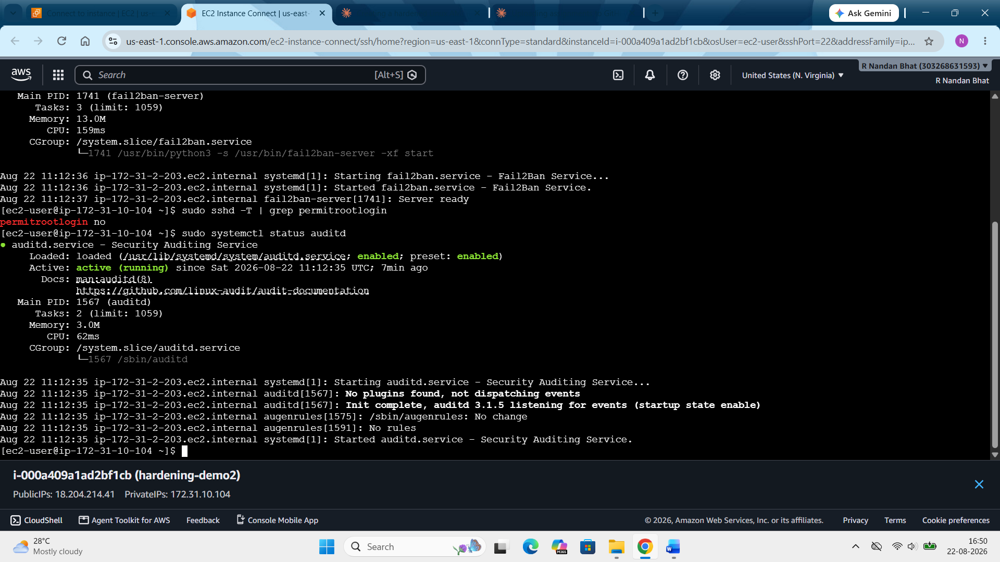 Connect to instance | EC2 | us-e
EC2 Instance Connect | us-east-
Ask Gemini
us-east-1.console.aws.amazon.com/ec2-instance-connect/ssh/home?region=us-east-1&connType=standard&instanceId=i-000a409a1ad2bf1cb&osUser=ec2-user&sshPort=22&addressFamily=ip...
N
aws
Search
[Alt+S]
United States (N. Virginia) ▼
R Nandan Bhat (303268631593) ▼
R Nandan Bhat
Main PID: 1741 (fail2ban-server)
Tasks: 3 (limit: 1059)
Memory: 13.0M
CPU: 159ms
CGroup: /system.slice/fail2ban.service
└─1741 /usr/bin/python3 -s /usr/bin/fail2ban-server -xf start
Aug 22 11:12:36 ip-172-31-2-203.ec2.internal systemd[1]: Starting fail2ban.service - Fail2Ban Service...
Aug 22 11:12:36 ip-172-31-2-203.ec2.internal systemd[1]: Started fail2ban.service - Fail2Ban Service.
Aug 22 11:12:37 ip-172-31-2-203.ec2.internal fail2ban-server[1741]: Server ready
[ec2-user@ip-172-31-10-104 ~]$ sudo sshd -T | grep permitrootlogin
permitrootlogin no
[ec2-user@ip-172-31-10-104 ~]$ sudo systemctl status auditd
● auditd.service - Security Auditing Service
Loaded: loaded (/usr/lib/systemd/system/auditd.service; enabled; preset: enabled)
Active: active (running) since Sat 2026-08-22 11:12:35 UTC; 7min ago
Docs: man:auditd(8)
https://github.com/linux-audit/audit-documentation
Main PID: 1567 (auditd)
Tasks: 2 (limit: 1059)
Memory: 3.0M
CPU: 62ms
CGroup: /system.slice/auditd.service
└─1567 /sbin/auditd
Aug 22 11:12:35 ip-172-31-2-203.ec2.internal systemd[1]: Starting auditd.service - Security Auditing Service...
Aug 22 11:12:35 ip-172-31-2-203.ec2.internal auditd[1567]: No plugins found, not dispatching events
Aug 22 11:12:35 ip-172-31-2-203.ec2.internal auditd[1567]: Init complete, auditd 3.1.5 listening for events (startup state enable)
Aug 22 11:12:35 ip-172-31-2-203.ec2.internal augenrules[1575]: /sbin/augenrules: No change
Aug 22 11:12:35 ip-172-31-2-203.ec2.internal augenrules[1591]: No rules
Aug 22 11:12:35 ip-172-31-2-203.ec2.internal systemd[1]: Started auditd.service - Security Auditing Service.
[ec2-user@ip-172-31-10-104 ~]$
i-000a409a1ad2bf1cb (hardening-demo2)
PublicIPs: 18.204.214.41 PrivateIPs: 172.31.10.104
CloudShell
Agent Toolkit for AWS
Feedback
Console Mobile App
© 2026, Amazon Web Services, Inc. or its affiliates.
Privacy
Terms
Cookie preferences
28°C
Mostly cloudy
Search
M365
16:50
22-08-2026